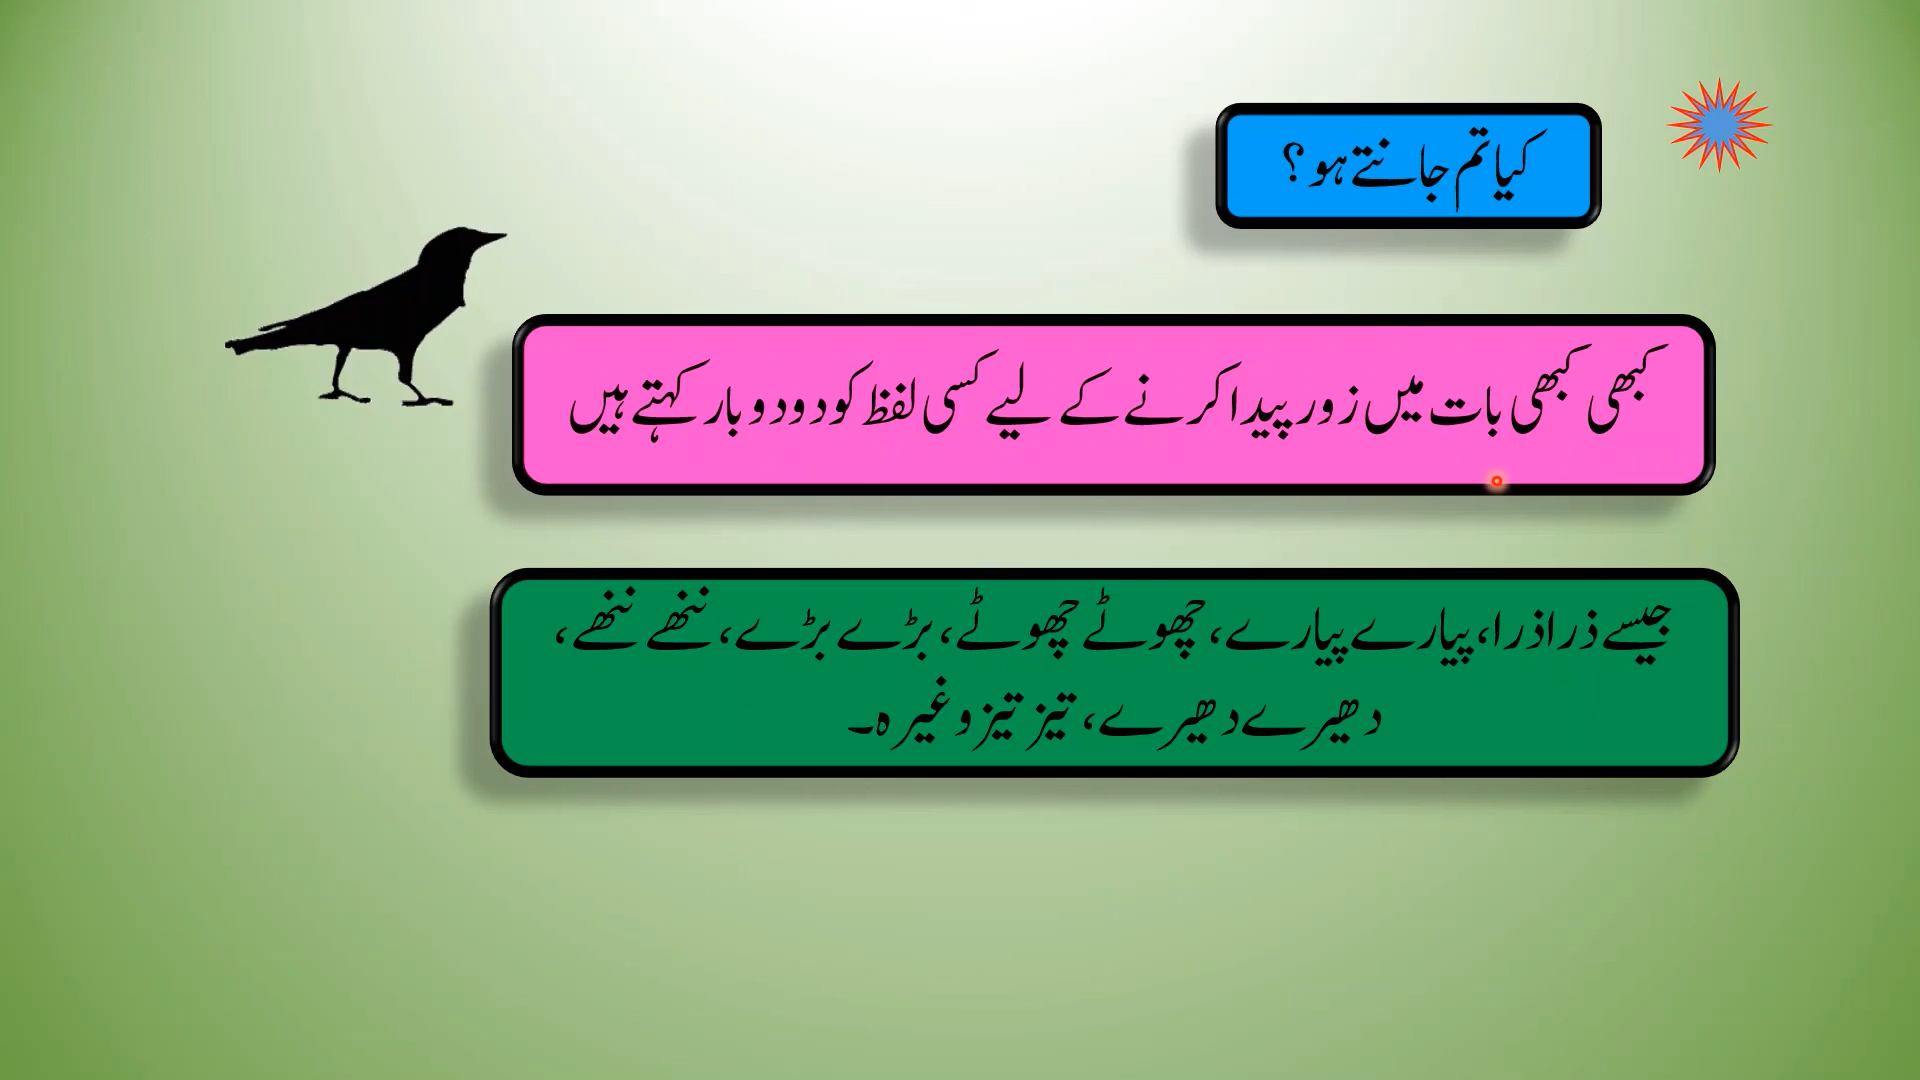 کیا تم جانتے ہو ؟
کبھی کبھی بات میں زور پیدا کرنے کے لیے کسی لفظ کو دو دو بار کہتے ہیں
جیسے ذرا ذرا، پیارے پیارے، چھوٹے چھوٹے، بڑے بڑے، ننھے ننھے،
دھیرے دھیرے، تیز تیز وغیرہ۔